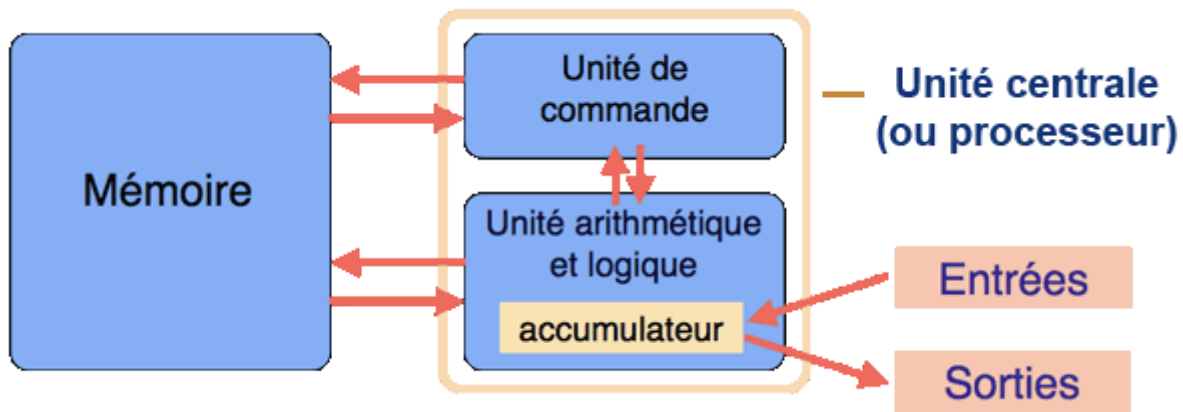 Mémoire
Unité de
commande
Unité arithmétique
et logique
accumulateur
Unité centrale
(ou processeur)
Entrées
Sorties